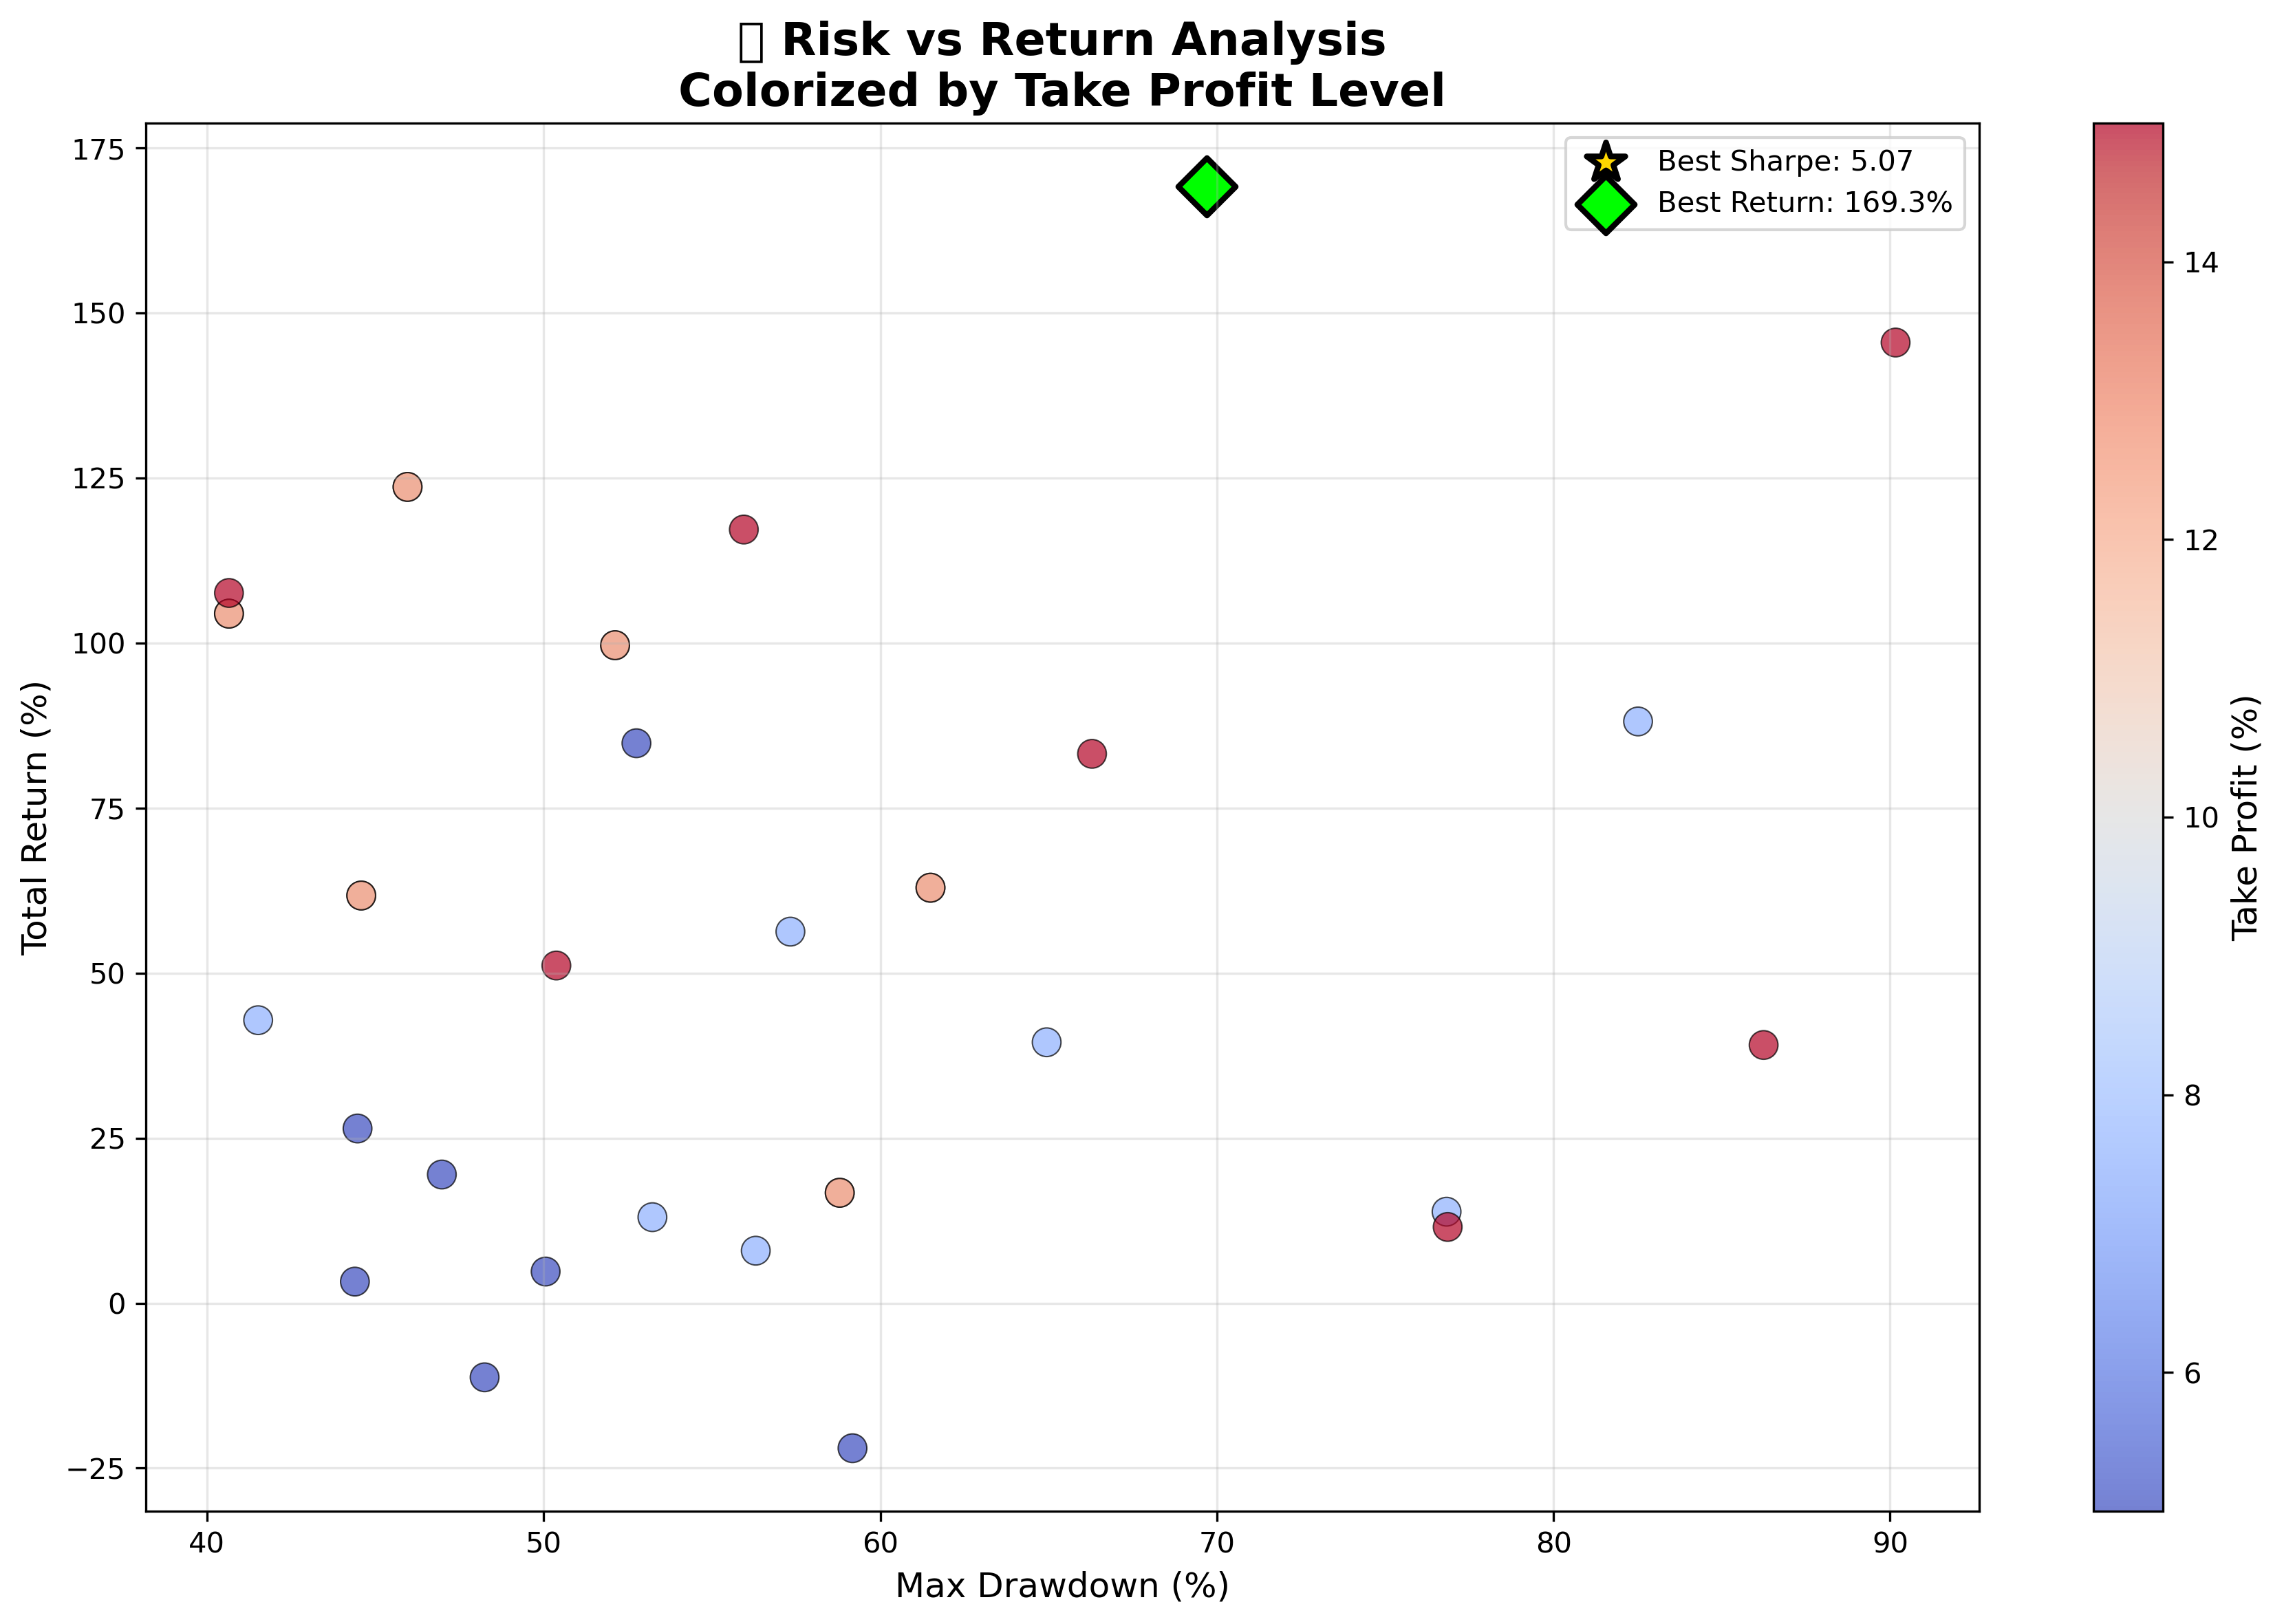 ▯ Risk vs Return Analysis
Colorized by Take Profit Level
Best Sharpe: 5.07
Best Return: 169.3%
175
150
125
100
75
50
25
0
−25
Total Return (%)
40
50
60
70
80
90
Max Drawdown (%)
14
12
10
8
6
Take Profit (%)